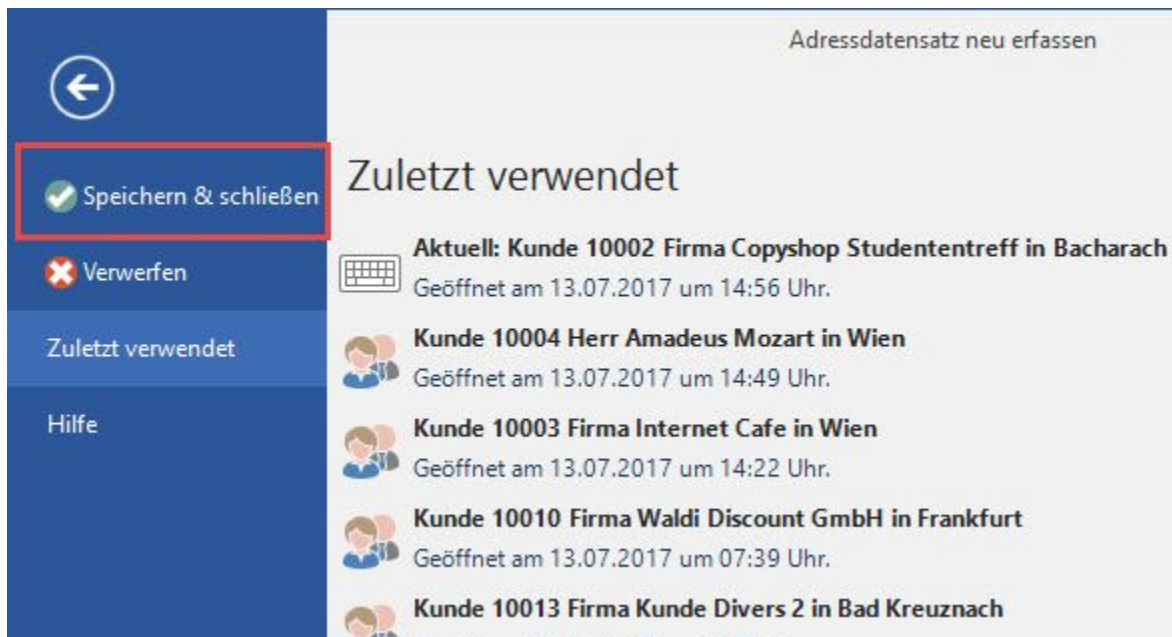 Adressdatensatz neu erfassen
Speichern & schließen
Verwerfen
Zuletzt verwendet
Hilfe
Zuletzt verwendet
Aktuell: Kunde 10002 Firma Copyshop Studententreff in Bacharach
Geöffnet am 13.07.2017 um 14:56 Uhr.
Kunde 10004 Herr Amadeus Mozart in Wien
Geöffnet am 13.07.2017 um 14:49 Uhr.
Kunde 10003 Firma Internet Cafe in Wien
Geöffnet am 13.07.2017 um 14:22 Uhr.
Kunde 10010 Firma Waldi Discount GmbH in Frankfurt
Geöffnet am 13.07.2017 um 07:39 Uhr.
Kunde 10013 Firma Kunde Divers 2 in Bad Kreuznach